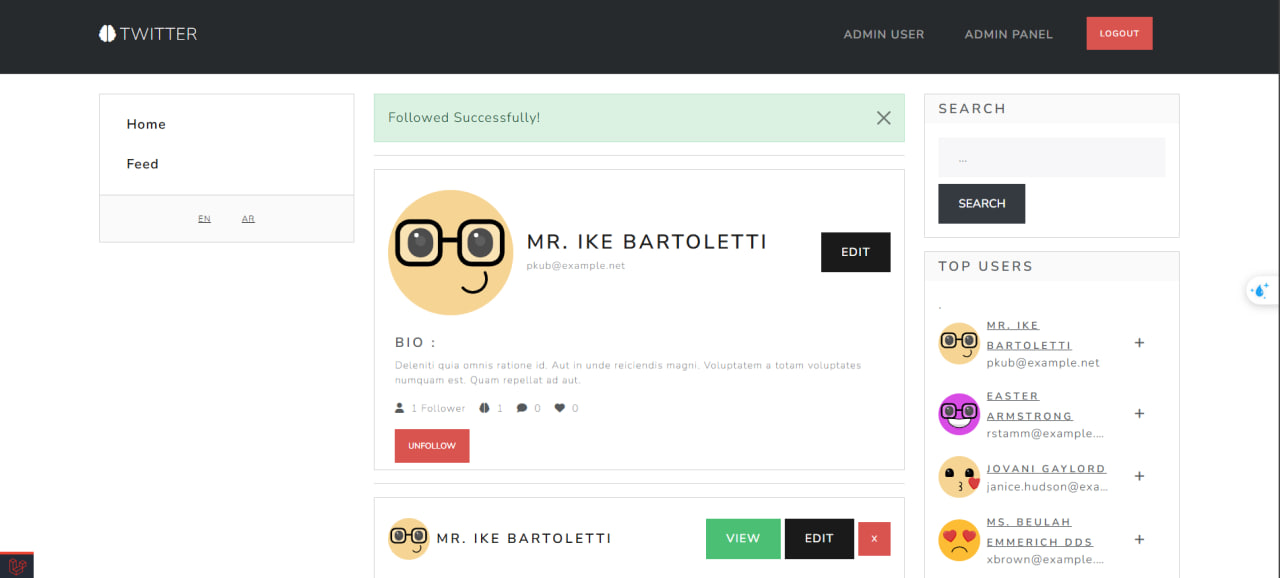 TWITTER
ADMIN USER
ADMIN PANEL
LOGOUT
Home
Feed
EN
AR
Followed Successfully!
MR. IKE BARTOLETTI
pkub@example.net
EDIT
BIO :
Deleniti quia omnis ratione id. Aut in unde reiciendis magni. Voluptatem a totam voluptates
numquam est. Quam repellat ad aut.
1 Follower
1
0
0
UNFOLLOW
MR. IKE BARTOLETTI
VIEW
EDIT
X
SEARCH
...
SEARCH
TOP USERS
.
MR. IKE
BARTOLETTI
pkub@example.net
+
EASTER
ARMSTRONG
rstamm@example....
+
JOVANI GAYLORD
janice.hudson@exa...
+
MS. BEULAH
EMMERICH DDS
xbrown@example....
+